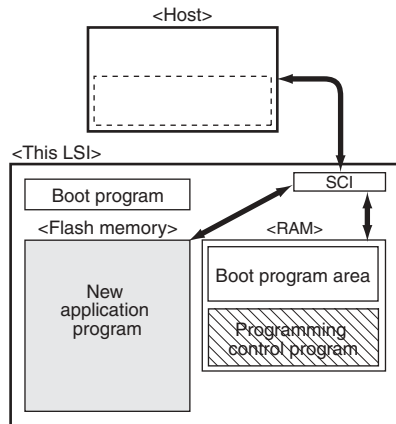 <Host>
<This LSI>
SCI
Boot program
<Flash memory>
<RAM>
Boot program area
New
application
program
Programming
control program